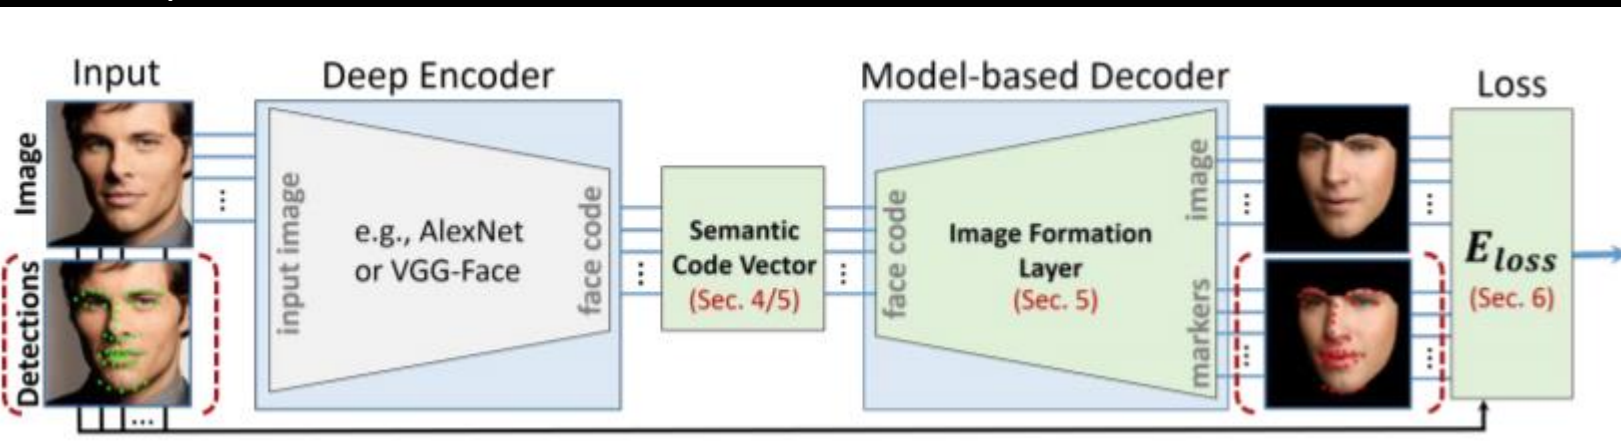 Input
Deep Encoder
Model-based Decoder
Loss
Image
Detections
...
input image
e.g., AlexNet
or VGG-Face
face code
Semantic
Code Vector
(Sec. 4/5)
face code
Image Formation
Layer
(Sec. 5)
image
markers
E loss
(Sec. 6)